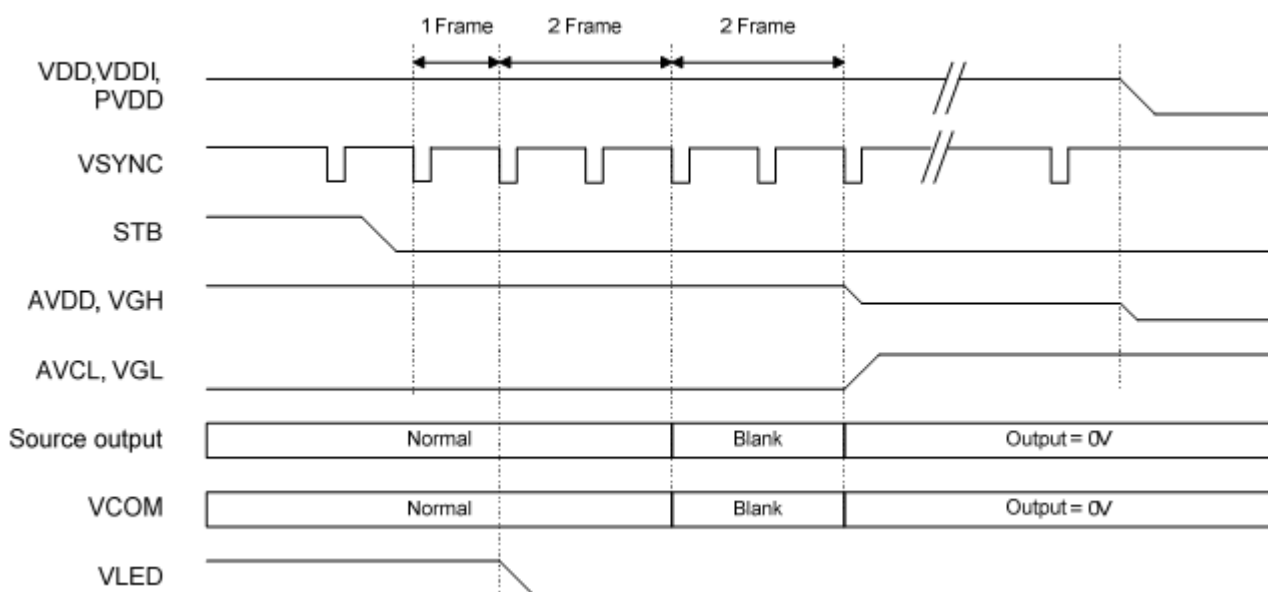 1 Frame 2 Frame 2 Frame
VDD,VDDI,
PVDD
VSYNC
STB
AVDD, VGH
AVCL, VGL
Source output Normal Blank Output = 0V
VCOM Normal Blank Output = 0V
VLED